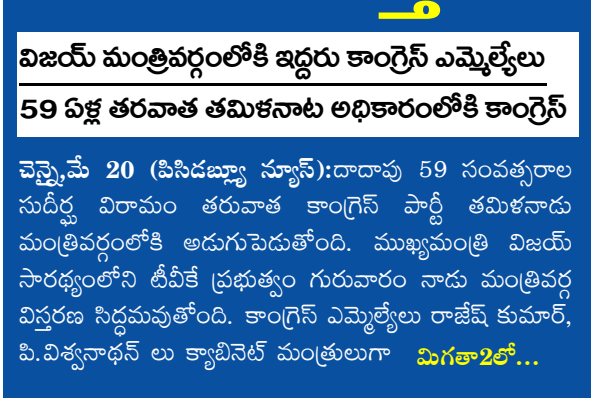 విజయ్ మంత్రివర్గంలోకి ఇద్దరు కాంగ్రెస్ ఎమ్మెల్యేలు
59 ఏళ్ల తరవాత తమిళనాట అధికారంలోకి కాంగ్రెస్
చెన్నై,మే 20 (పిసిడబ్ల్యూ న్యూస్):దాదాపు 59 సంవత్సరాల
సుదీర్ఘ విరామం తరువాత కాంగ్రెస్ పార్టీ తమిళనాడు
మంత్రివర్గంలోకి అడుగుపెడుతోంది. ముఖ్యమంత్రి విజయ్
సారథ్యంలోని టీవీకే ప్రభుత్వం గురువారం నాడు మంత్రివర్గ
విస్తరణ సిద్ధమవుతోంది. కాంగ్రెస్ ఎమ్మెల్యేలు రాజేష్ కుమార్,
పి.విశ్వనాథన్ లు క్యాబినెట్ మంత్రులుగా మిగతా2లో...